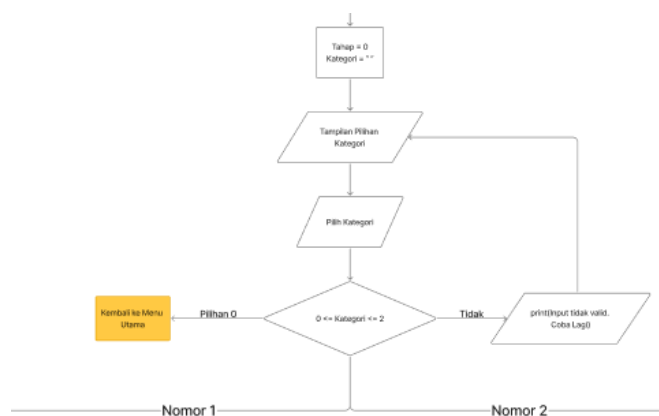 Tahap = 0
Kategori = " "
Tampilan Pilihan
Kategori
Pilih Kategori
Kembali ke Menu
Utama
Pilihan 0
0 <= Kategori <= 2
Tidak
print(Input tidak valid.
Coba Lagi)
Nomor 1
Nomor 2